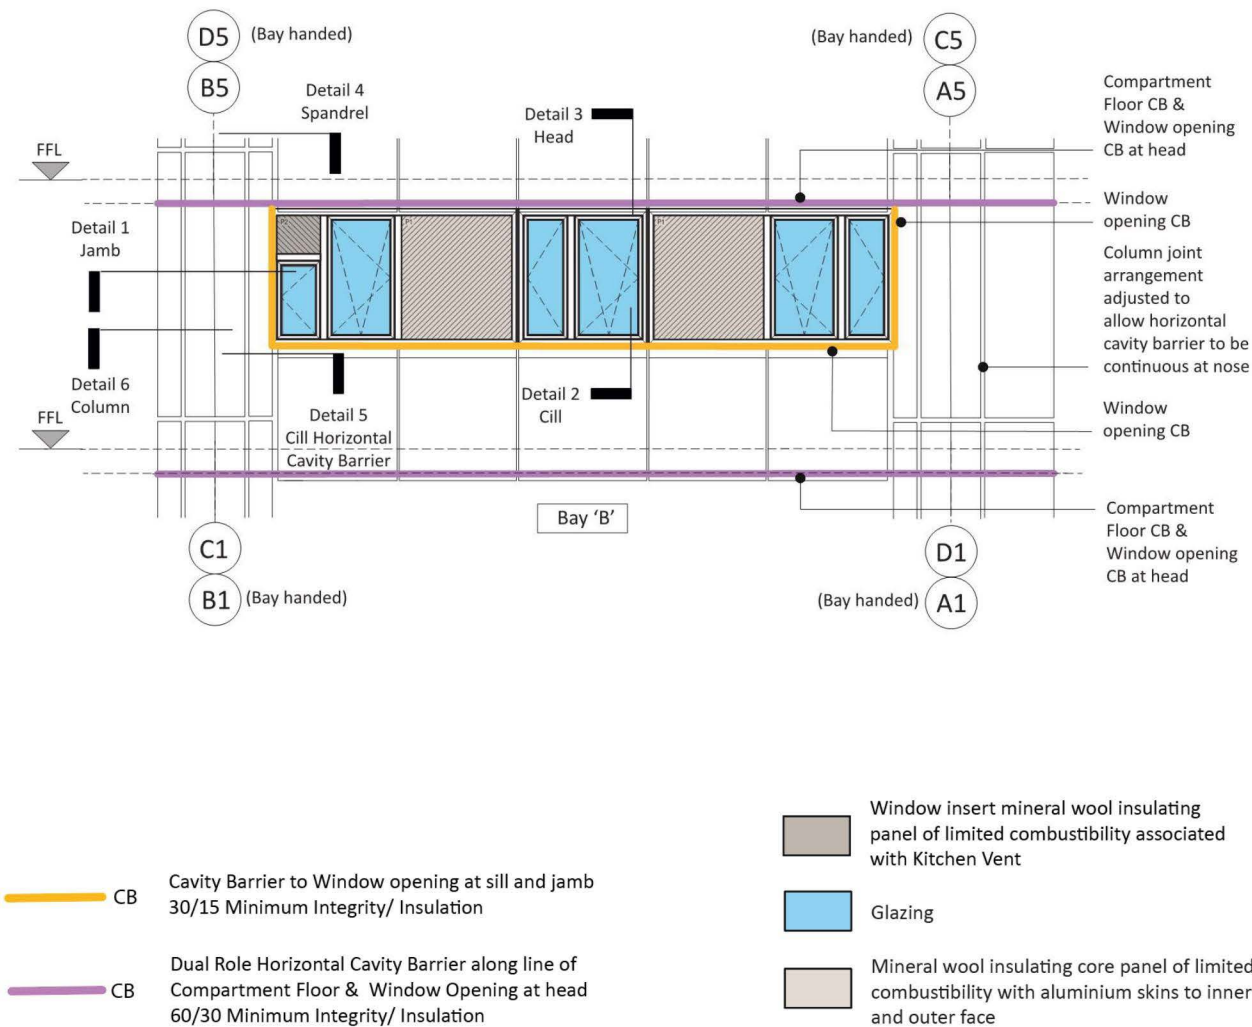 D5
(Bay handed)
B5
(Bay handed)
C5
A5
Detail 4
Spandrel
Detail 3
Head
Compartment
Floor CB &
Window opening
CB at head
FFL
P2
P1
P1
Window
opening CB
Detail 1
Jamb
Column joint
arrangement
adjusted to
allow horizontal
cavity barrier to be
continuous at nose
Detail 6
Column
FFL
Detail 5
Cill Horizontal
Cavity Barrier
Detail 2
Cill
Window
opening CB
Bay ‘B’
Compartment
Floor CB &
Window opening
CB at head
C1
B1
(Bay handed)
D1
(Bay handed)
A1
CB
Cavity Barrier to Window opening at sill and jamb
30/15 Minimum Integrity/ Insulation
CB
Dual Role Horizontal Cavity Barrier along line of
Compartment Floor & Window Opening at head
60/30 Minimum Integrity/ Insulation
Window insert mineral wool insulating
panel of limited combustibility associated
with Kitchen Vent
Glazing
Mineral wool insulating core panel of limited
combustibility with aluminium skins to inner
and outer face